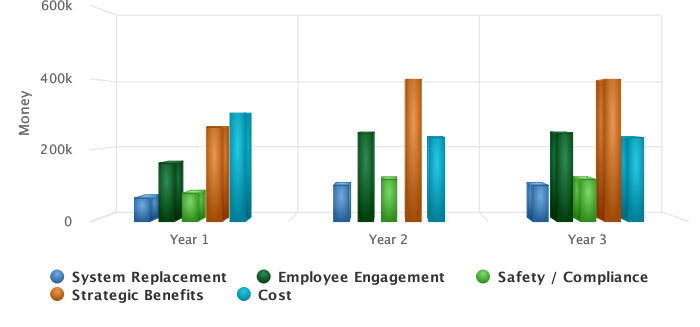 600k
400k
200k
0
Money
Year 1 Year 2 Year 3
System Replacement Employee Engagement Safety / Compliance
Strategic Benefits Cost